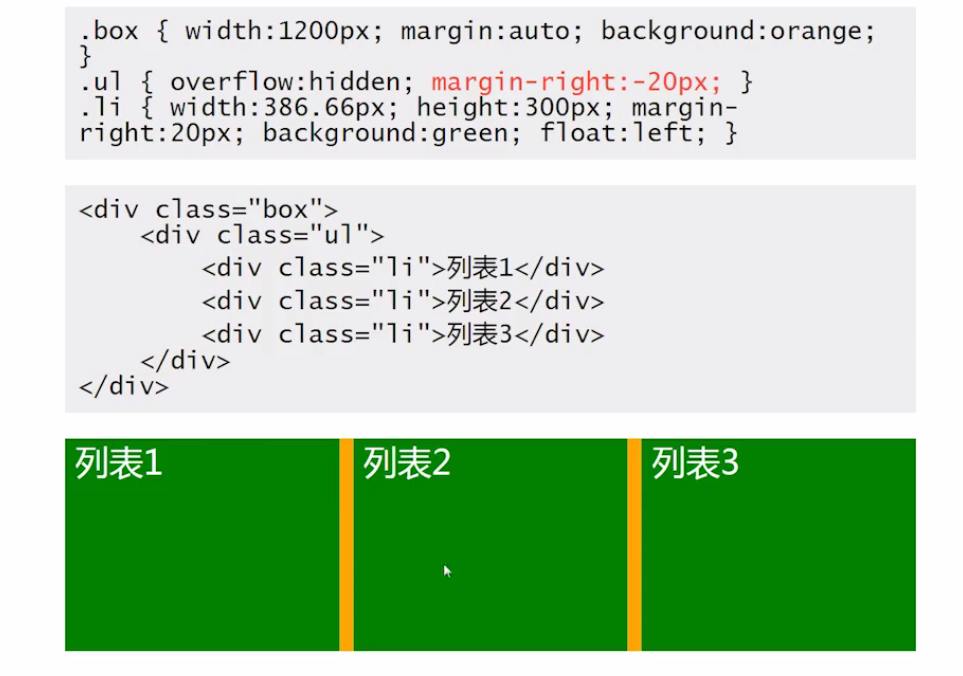 .box { width:1200px; margin:auto; background:orange;
}
.ul { overflow:hidden; margin-right:-20px; }
.li { width:386.66px; height:300px; margin-
right:20px; background:green; float:left; }
<div class="box">
    <div class="ul">
        <div class="li">列表1</div>
        <div class="li">列表2</div>
        <div class="li">列表3</div>
    </div>
</div>
列表1 列表2 列表3